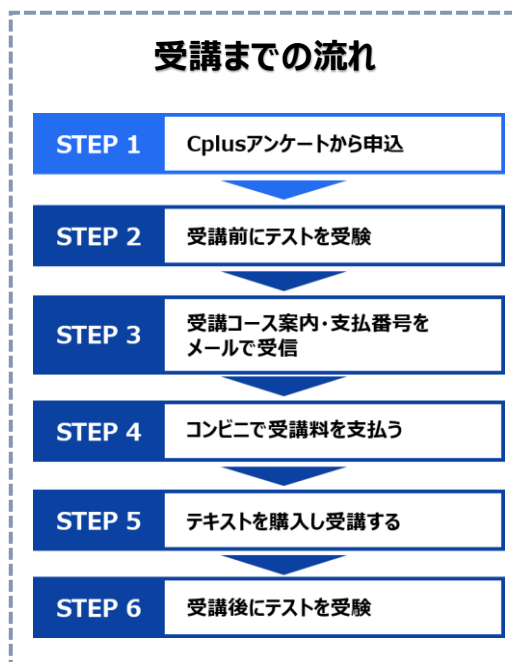 受講までの流れ
STEP 1
Cplusアンケートから申込
STEP 2
受講前にテストを受験
STEP 3
受講コース案内・支払番号を
メールで受信
STEP 4
コンビニで受講料を支払う
STEP 5
テキストを購入し受講する
STEP 6
受講後にテストを受験